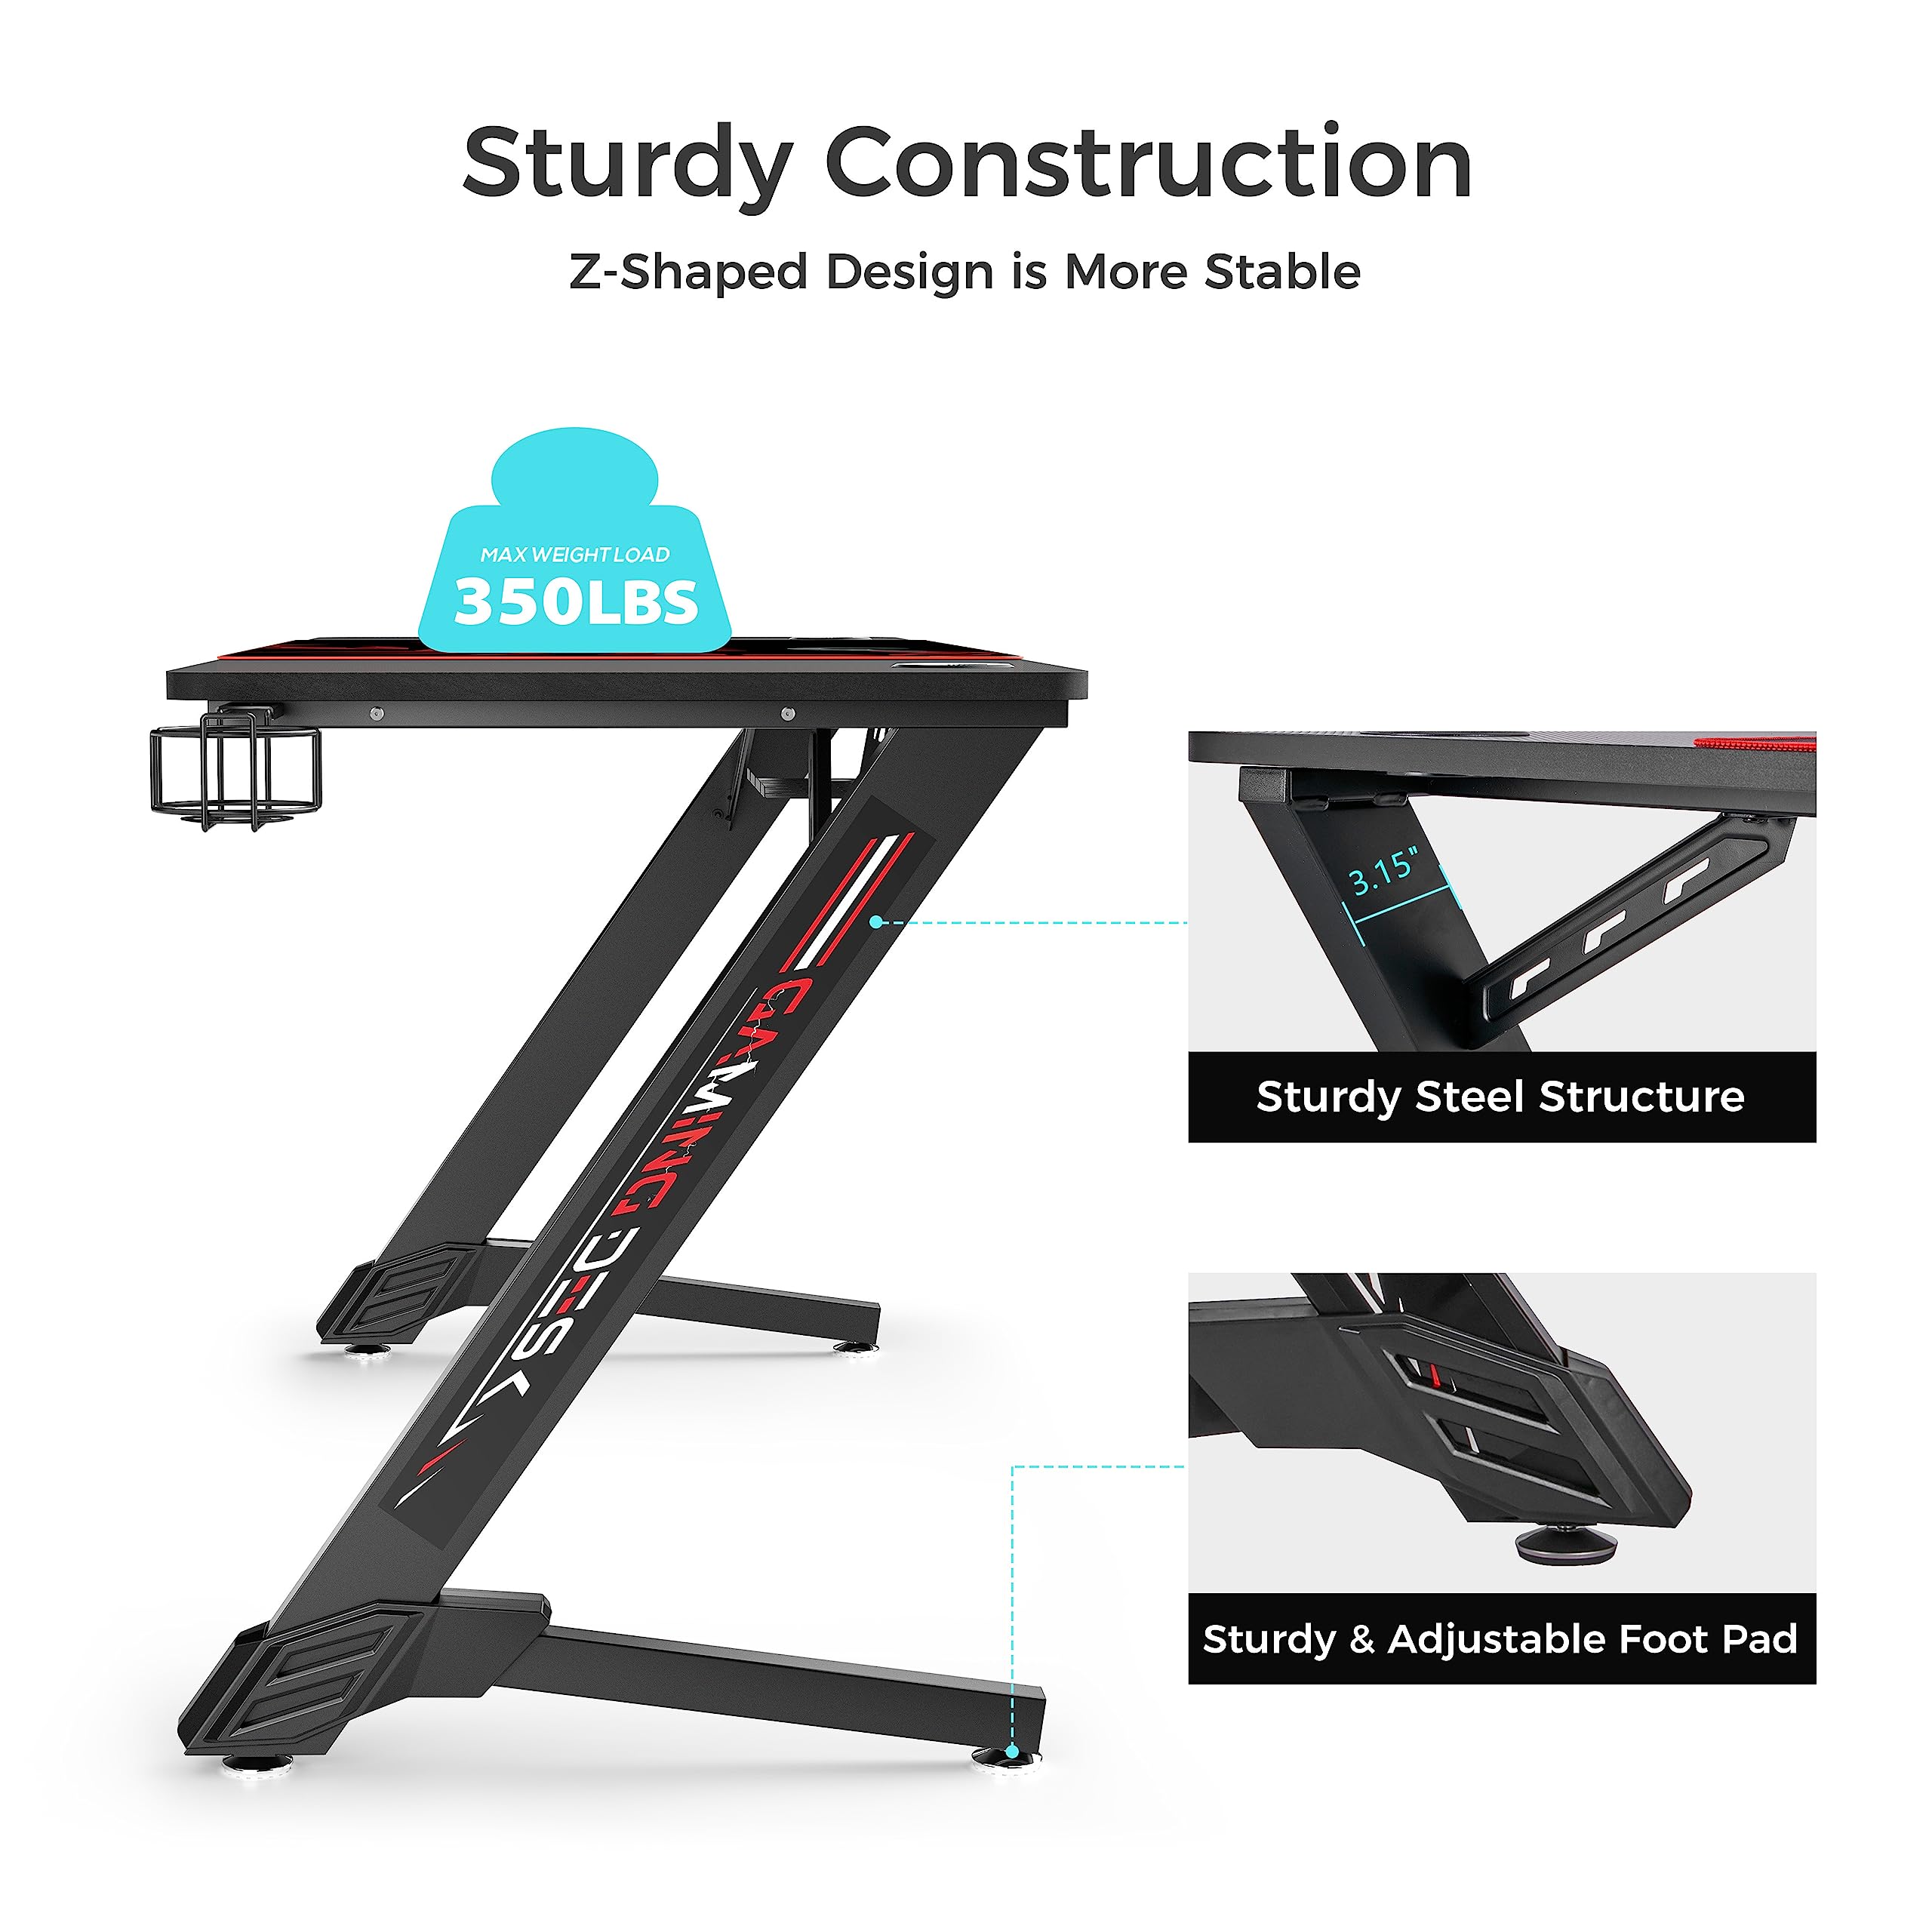 Sturdy Construction
Z-Shaped Design is More Stable
MAX WEIGHT LOAD
350LBS
GAMING DESK
3.15"
Sturdy Steel Structure
Sturdy & Adjustable Foot Pad